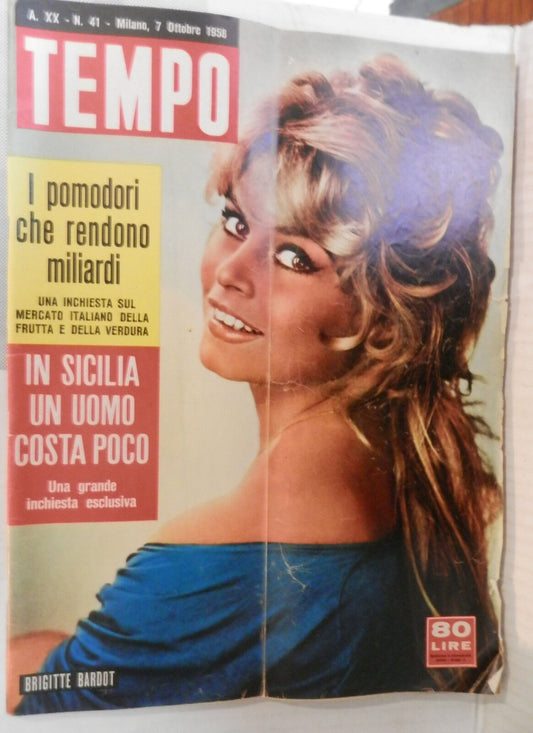 A. XX - N. 41 - Milano, 7 Ottobre 1958
TEMPO
I pomodori
che rendono
miliardi
UNA INCHIESTA SUL
MERCATO ITALIANO DELLA
FRUTTA E DELLA VERDURA
IN SICILIA
UN UOMO
COSTA POCO
Una grande
inchiesta esclusiva
80
LIRE
BRIGITTE BARDOT